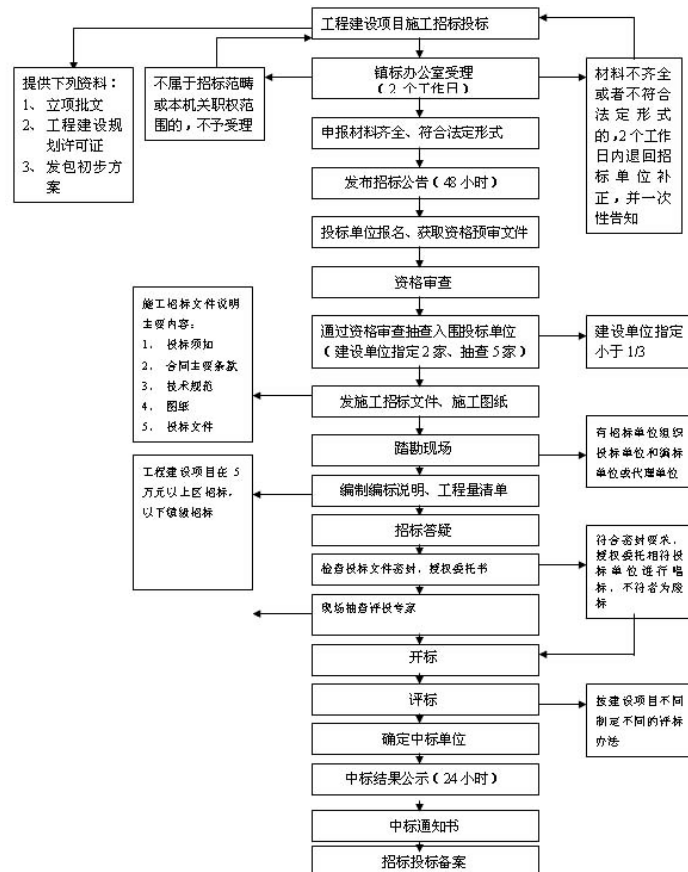 工程建设项目施工招标投标
提供下列资料：
1、立项批文
2、工程建设规
划许可证
3、发包初步方
案
不属于招标范畴
或本机关职权范
围的，不予受理
镇标办公室受理
（2 个工作日）
材料不齐全
或者不符合
法定形式
的，2 个工作
日内退回招
标单位补
正，并一次
性告知
申报材料齐全、符合法定形式
发布招标公告（48 小时）
投标单位报名、获取资格预审文件
资格审查
施工招标文件说明
主要内容：
1. 投标须知
2. 合同主要条款
3. 技术规范
4. 图纸
5. 投标文件
通过资格审查抽查入围投标单位
（建设单位指定 2 家、抽查 5 家）
建设单位指定
小于 1/3
发施工招标文件、施工图纸
踏勘现场
有招标单位组织
投标单位和编标
单位或代理单位
工程建设项目在 5
万元以上区招标，
以下镇级招标
编制编标说明、工程量清单
招标答疑
检查投标文件密封，授权委托书
符合密封要求，
授权委托相符投
标单位进行唱
标，不符者为废
标
现场抽查评标专家
开标
评标
按建设项目不同
制定不同的评标
办法
确定中标单位
中标结果公示（24 小时）
中标通知书
招标投标备案